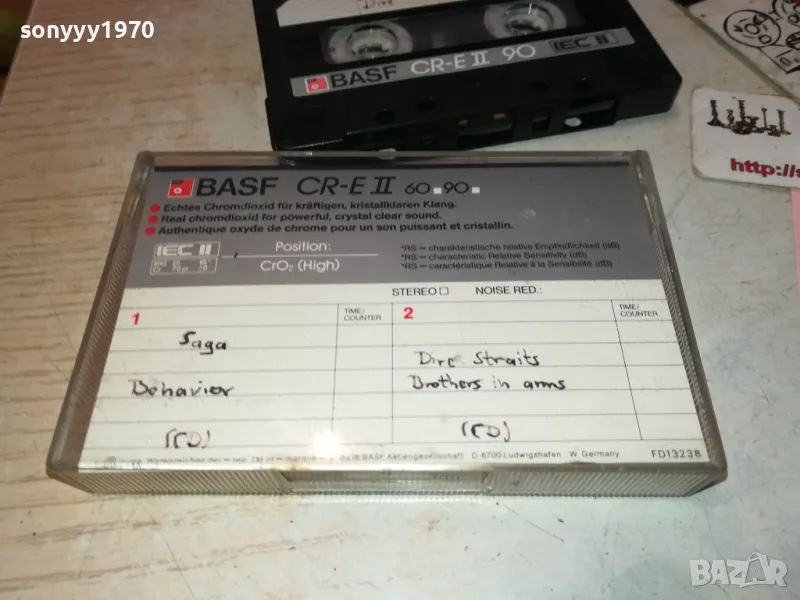 sonyyy1970
Dire
BASF CR-E II 90 IEC II
http://s
BASF CR-E II 60 90
Echtes Chromdioxid für kräftigen, kristallklaren Klang.
Real chromdioxid for powerful, crystal clear sound.
Authentique oxyde de chrome pour un son puissant et cristallin.
IEC II
Position:
CrO2 (High)
*RS = charakteristische relative Empfindlichkeit (dB)
*RS = characteristic Relative Sensitivity (dB)
*RS = caractéristique Relative à la Sensibilité (dB)
STEREO NOISE RED.:
1 TIME/COUNTER 2 TIME/COUNTER
Saga
Dire Straits
Behavior Brothers in arms
(CD) (CD)
BASF Aktiengesellschaft D-6700 Ludwigshafen W. Germany FD13238
BAZAR